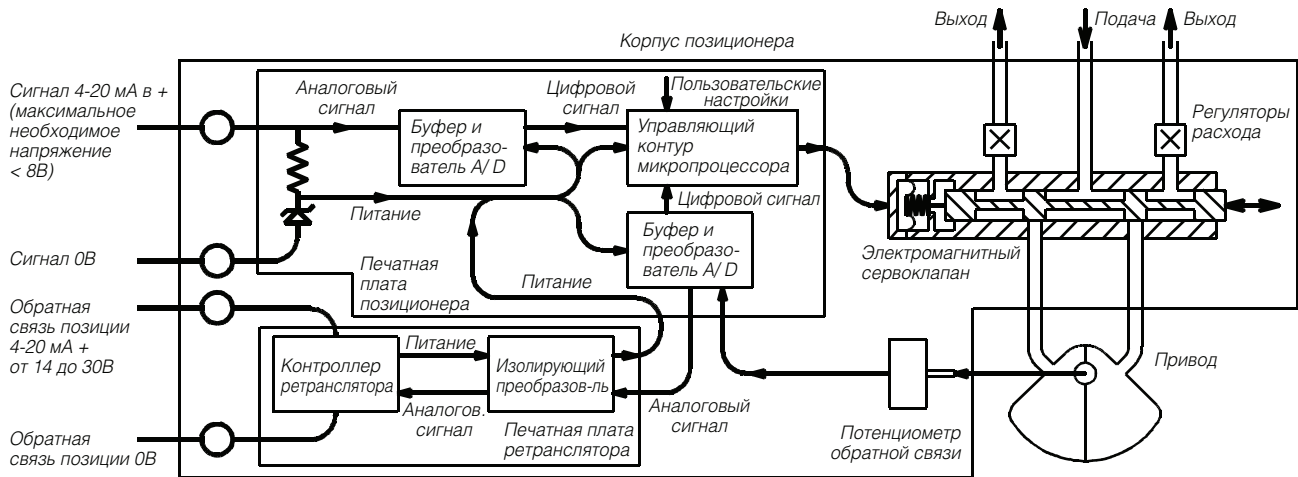 Выход
Подача
Выход
Корпус позиционера
Сигнал 4-20 мА в +
(максимальное
необходимое
напряжение
< 8В)
Аналоговый
сигнал
Цифровой
сигнал
Пользовательские
настройки
Регуляторы
расхода
Буфер и
преобразо-
ватель A/ D
Управляющий
контур
микропроцессора
Питание
Цифровой сигнал
Сигнал 0В
Буфер и
преобразо-
ватель A/ D
Электромагнитный
сервоклапан
Печатная
плата
позиционера
Питание
Обратная
связь позиции
4-20 мА +
от 14 до 30В
Питание
Контроллер
ретранслятора
Изолирующий
преобразов-ль
Привод
Аналогов.
сигнал
Аналоговый
сигнал
Печатная плата
ретранслятора
Потенциометр
обратной связи
Обратная
связь позиции 0В